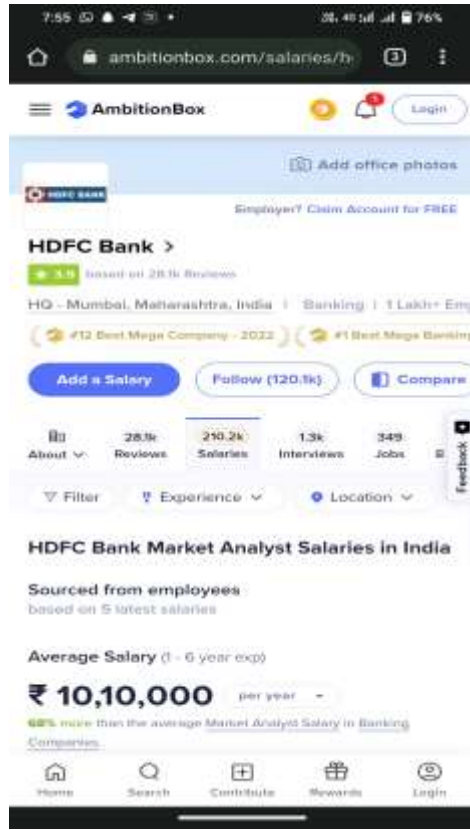 7:55
76%
ambitionbox.com/salaries/h
3
AmbitionBox
1
Login
Add office photos
HDFC BANK
Employer? Claim Account for FREE
HDFC Bank >
3.9 based on 28.1k Reviews
HQ - Mumbai, Maharashtra, India | Banking | 1 Lakh+ Em
#12 Best Mega Company - 2022 #1 Best Mega Banking
Add a Salary
Follow (120.1k)
Compare
About
28.1k Reviews
210.2k Salaries
1.3k Interviews
349 Jobs
B
Feedback
Filter
Experience
Location
HDFC Bank Market Analyst Salaries in India
Sourced from employees
based on 5 latest salaries
Average Salary (1 - 6 year exp)
₹ 10,10,000 per year
68% more than the average Market Analyst Salary in Banking
Companies.
Home Search Contribute Rewards Login